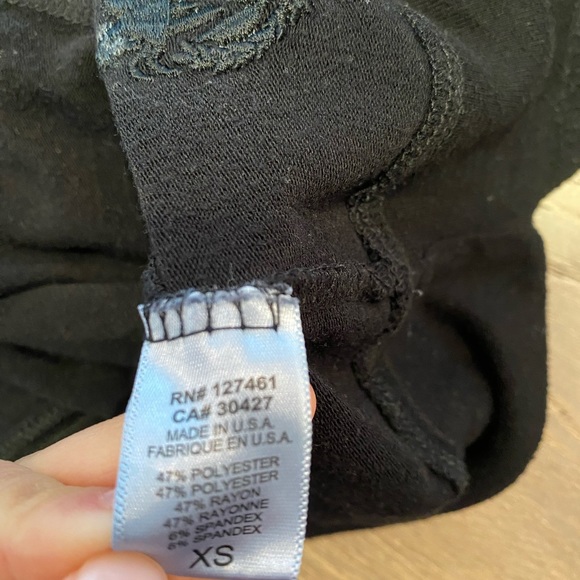 RN# 127461
CA# 30427
MADE IN U.S.A.
FABRIQUE EN U.S.A.
47% POLYESTER
47% POLYESTER
47% RAYON
47% RAYONNE
6% SPANDEX
6% SPANDEX
XS